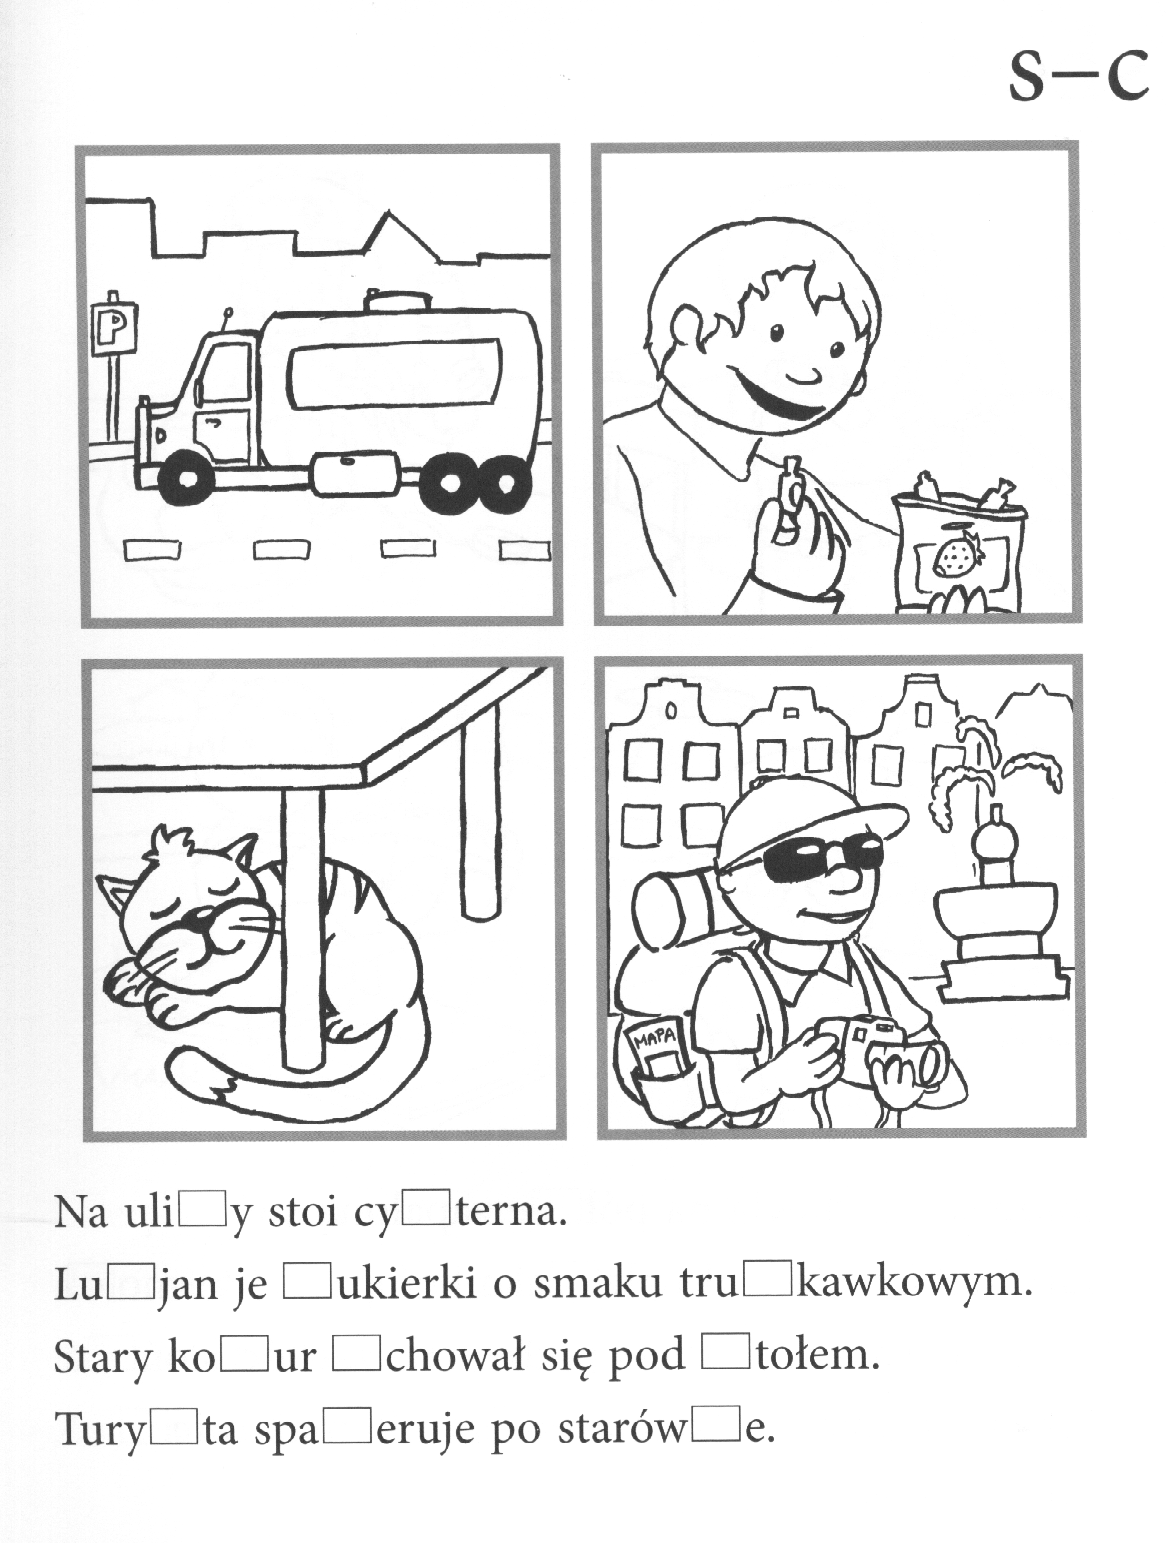 s–c
P
MAPA
Na uli□y stoi cy□terna.
Lu□jan je □ukierki o smaku tru□kawkowym.
Stary ko□ur □chował się pod □tołem.
Tury□ta spa□eruje po starów□e.